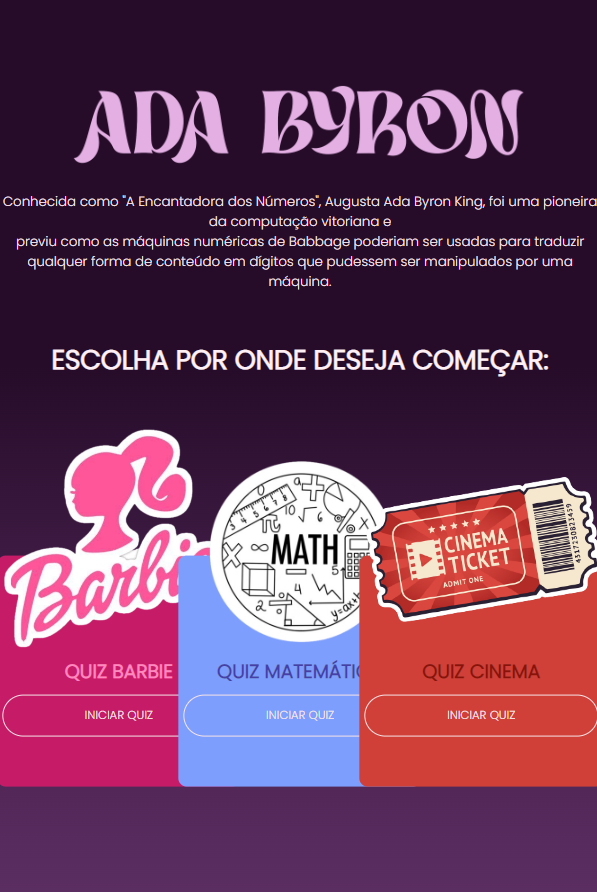 ADA BYRON
Conhecida como "A Encantadora dos Números", Augusta Ada Byron King, foi uma pioneira
da computação vitoriana e
previu como as máquinas numéricas de Babbage poderiam ser usadas para traduzir
qualquer forma de conteúdo em dígitos que pudessem ser manipulados por uma
máquina.
ESCOLHA POR ONDE DESEJA COMEÇAR:
Barbi
MATH
CINEMA
TICKET
ADMIT ONE
QUIZ BARBIE
QUIZ MATEMÁTIC
QUIZ CINEMA
INICIAR QUIZ
INICIAR QUIZ
INICIAR QUIZ